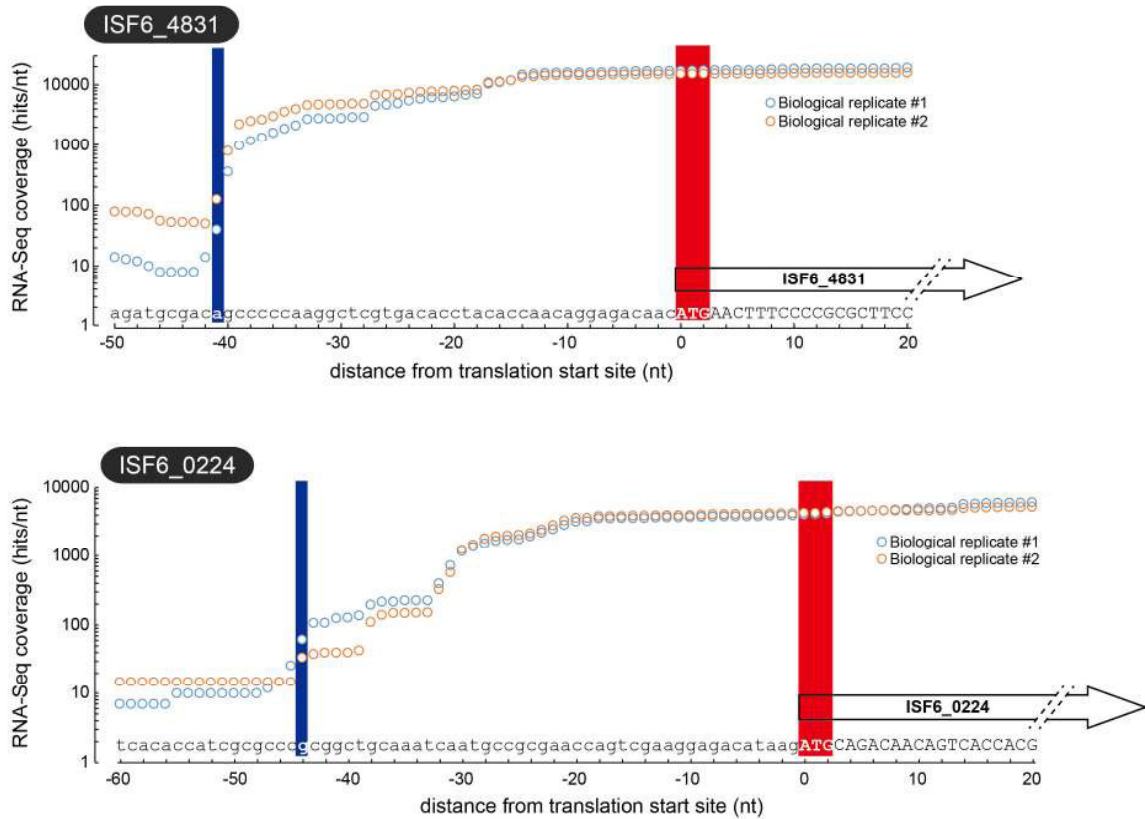 ISF6_4831
RNA-Seq coverage (hits/nt)
10000
1000
100
10
1
Biological replicate #1
Biological replicate #2
ISF6_4831
agatgcgacagcccccaaggctcgtgacacctacaccaacaggagacaacATGAACTTTCCCCGCGCTTCC
-50 -40 -30 -20 -10 0 10 20
distance from translation start site (nt)
ISF6_0224
RNA-Seq coverage (hits/nt)
10000
1000
100
10
1
Biological replicate #1
Biological replicate #2
ISF6_0224
tcacaccatcgcgcccgcggctgcaaatcaatgccgcgaaccagtcgaaggagacataagATGCAGACAACAGTCACCACG
-60 -50 -40 -30 -20 -10 0 10 20
distance from translation start site (nt)